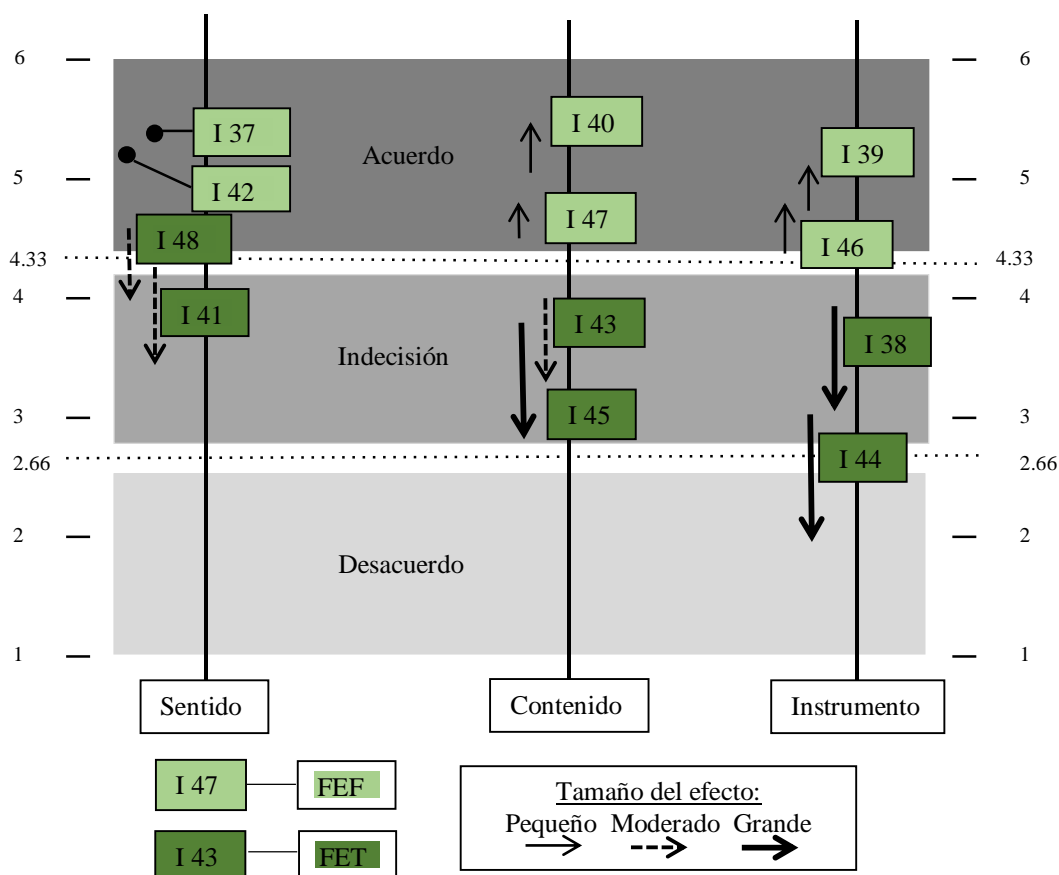 6 6
I 37
I 40
Acuerdo
I 39
5 5
I 42
I 47
I 48
I 46
4.33 4.33
4 4
I 41
I 43
I 38
Indecisión
3 3
I 45
I 44
2.66 2.66
2 2
Desacuerdo
1 1
Sentido Contenido Instrumento
I 47 FEF
I 43 FET
Tamaño del efecto:
Pequeño Moderado Grande